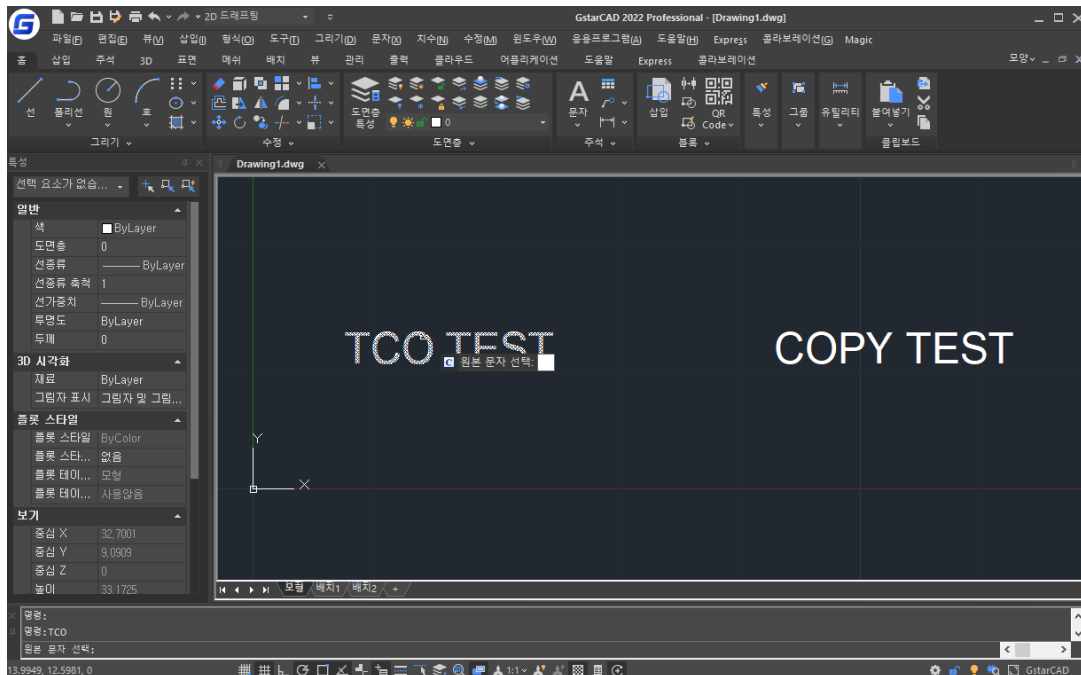 2D 드래프팅
GstarCAD 2022 Professional - [Drawing1.dwg]
파일(F) 편집(E) 뷰(V) 삽입(I) 형식(O) 도구(T) 그리기(D) 문자(X) 치수(N) 수정(M) 윈도우(W) 응용프로그램(A) 도움말(H) Express 콜라보레이션(G) Magic
홈 삽입 주석 3D 표면 메쉬 배치 뷰 관리 출력 클라우드 어플리케이션 도움말 Express 콜라보레이션 모양
선 폴리선 원 호
도면층 특성
0
문자
삽입
QR Code
특성 그룹 유틸리티 붙여넣기
그리기 수정 도면층 주석 블록 클립보드
특성
Drawing1.dwg
선택 요소가 없습...
일반
색 ByLayer
도면층 0
선종류 ByLayer
선종류 축척 1
선가중치 ByLayer
투명도 ByLayer
두께 0
3D 시각화
재료 ByLayer
그림자 표시 그림자 및 그림...
플롯 스타일
플롯 스타일 ByColor
플롯 스타... 없음
플롯 테이... 모형
플롯 테이... 사용않음
보기
중심 X 32.7001
중심 Y 9.0909
중심 Z 0
높이 33.1725
TCO TEST
COPY TEST
원본 문자 선택:
Y
X
모형 배치1 배치2 +
명령:
명령:TCO
원본 문자 선택:
13.9949, 12.5981, 0
1:1
GstarCAD